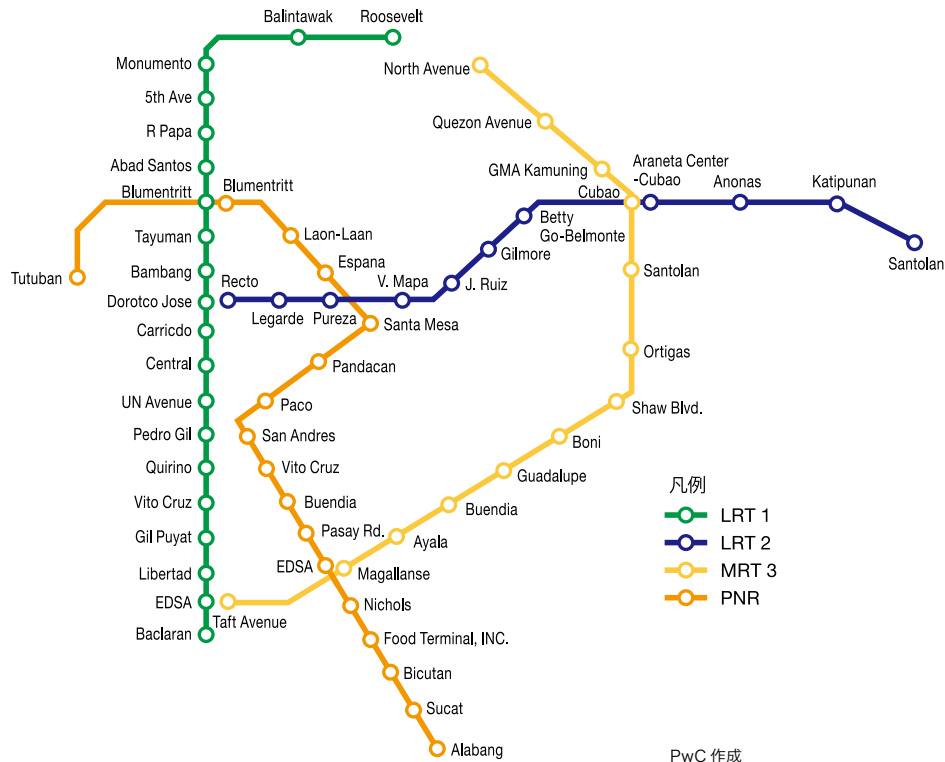 Balintawak
Roosevelt
Monumento
5th Ave
R Papa
Abad Santos
Blumentritt
Blumentritt
Tayuman
Bambang
Dorotco Jose
Carricdo
Central
UN Avenue
Pedro Gil
Quirino
Vito Cruz
Gil Puyat
Libertad
EDSA
Baclaran
Tutuban
Laon-Laan
Espana
Santa Mesa
Pandacan
Paco
San Andres
Vito Cruz
Buendia
Pasay Rd.
EDSA
Nichols
Food Terminal, INC.
Bicutan
Sucat
Alabang
Recto
Legarde
Pureza
V. Mapa
J. Ruiz
Gilmore
Betty
Go-Belmonte
Araneta Center
-Cubao
Anonas
Katipunan
Santolan
North Avenue
Quezon Avenue
GMA Kamuning
Cubao
Santolan
Ortigas
Shaw Blvd.
Boni
Guadalupe
Buendia
Ayala
Magallanse
Taft Avenue
凡例
LRT 1
LRT 2
MRT 3
PNR
PwC 作成